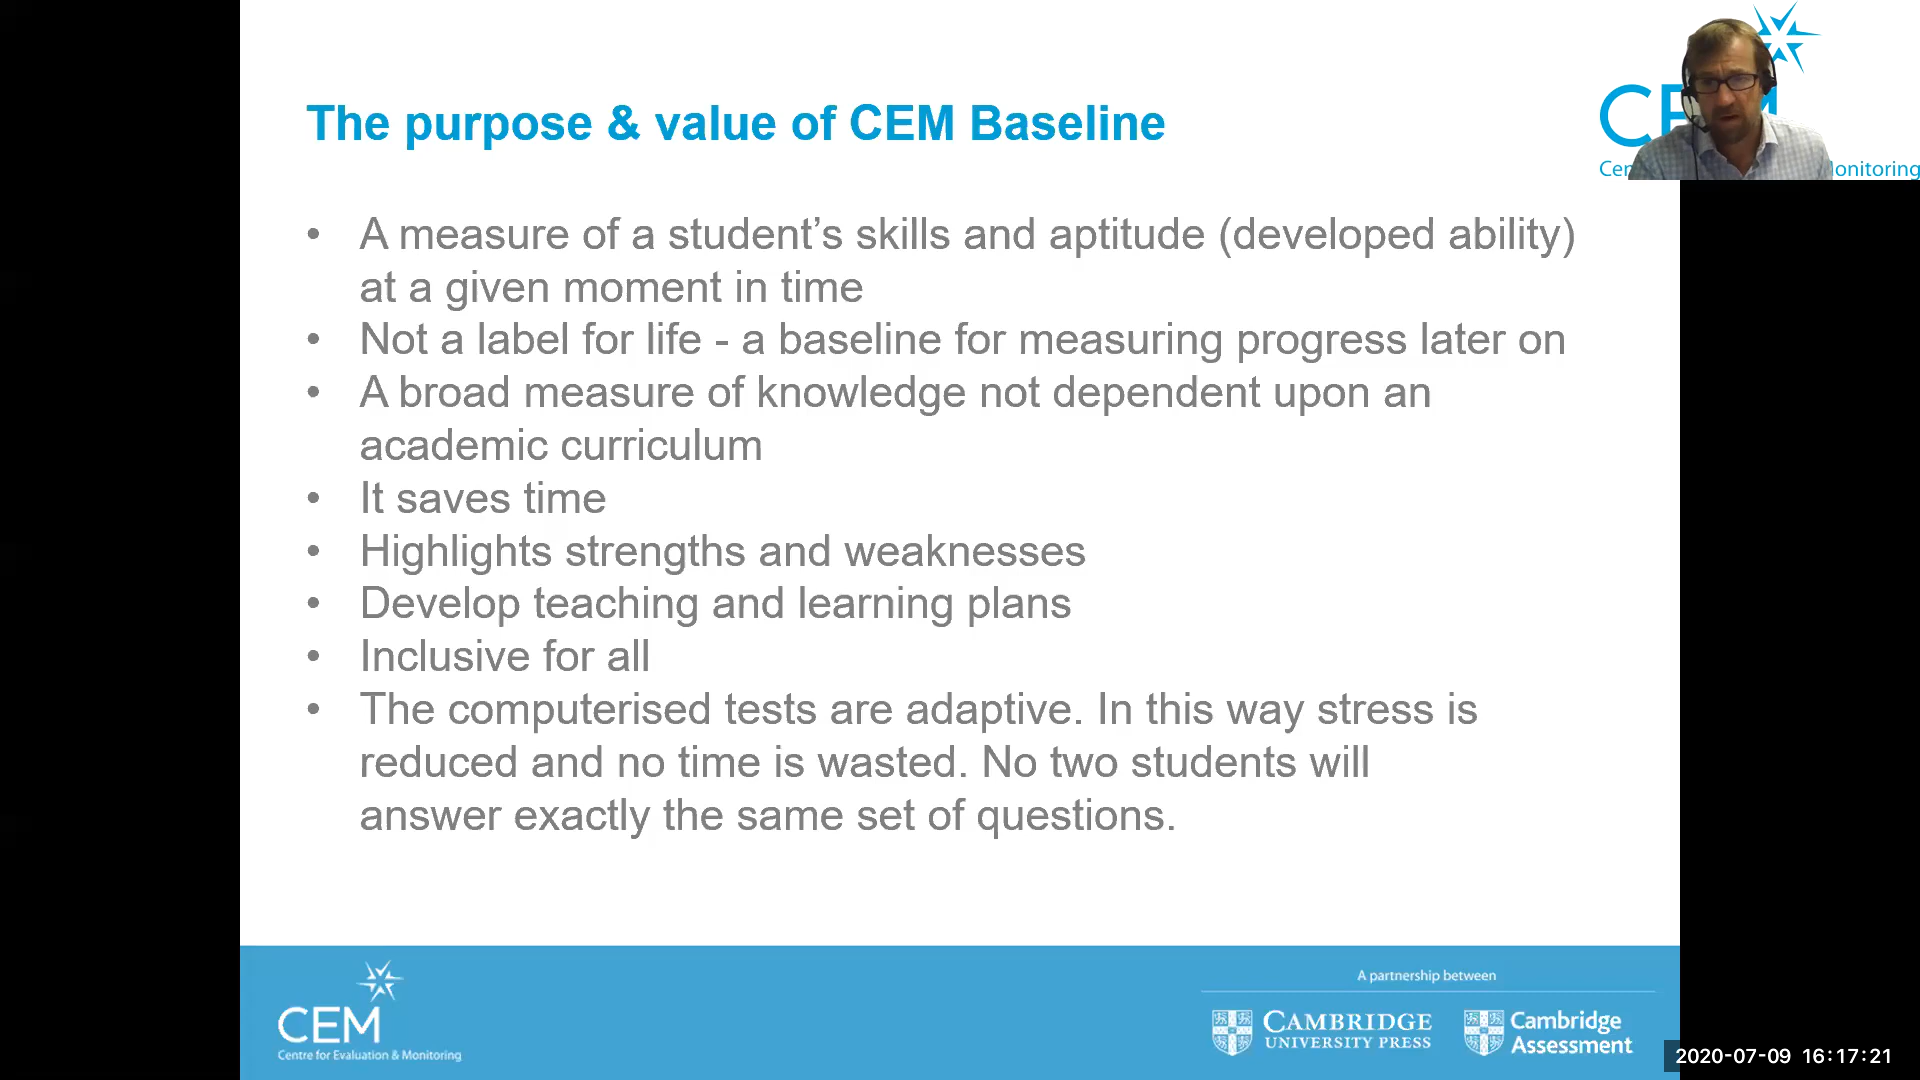 The purpose & value of CEM Baseline
• A measure of a student’s skills and aptitude (developed ability)
at a given moment in time
• Not a label for life - a baseline for measuring progress later on
• A broad measure of knowledge not dependent upon an
academic curriculum
• It saves time
• Highlights strengths and weaknesses
• Develop teaching and learning plans
• Inclusive for all
• The computerised tests are adaptive. In this way stress is
reduced and no time is wasted. No two students will
answer exactly the same set of questions.
CEM
Centre for Evaluation & Monitoring
A partnership between
CAMBRIDGE
UNIVERSITY PRESS
Cambridge
Assessment
2020-07-09 16:17:21